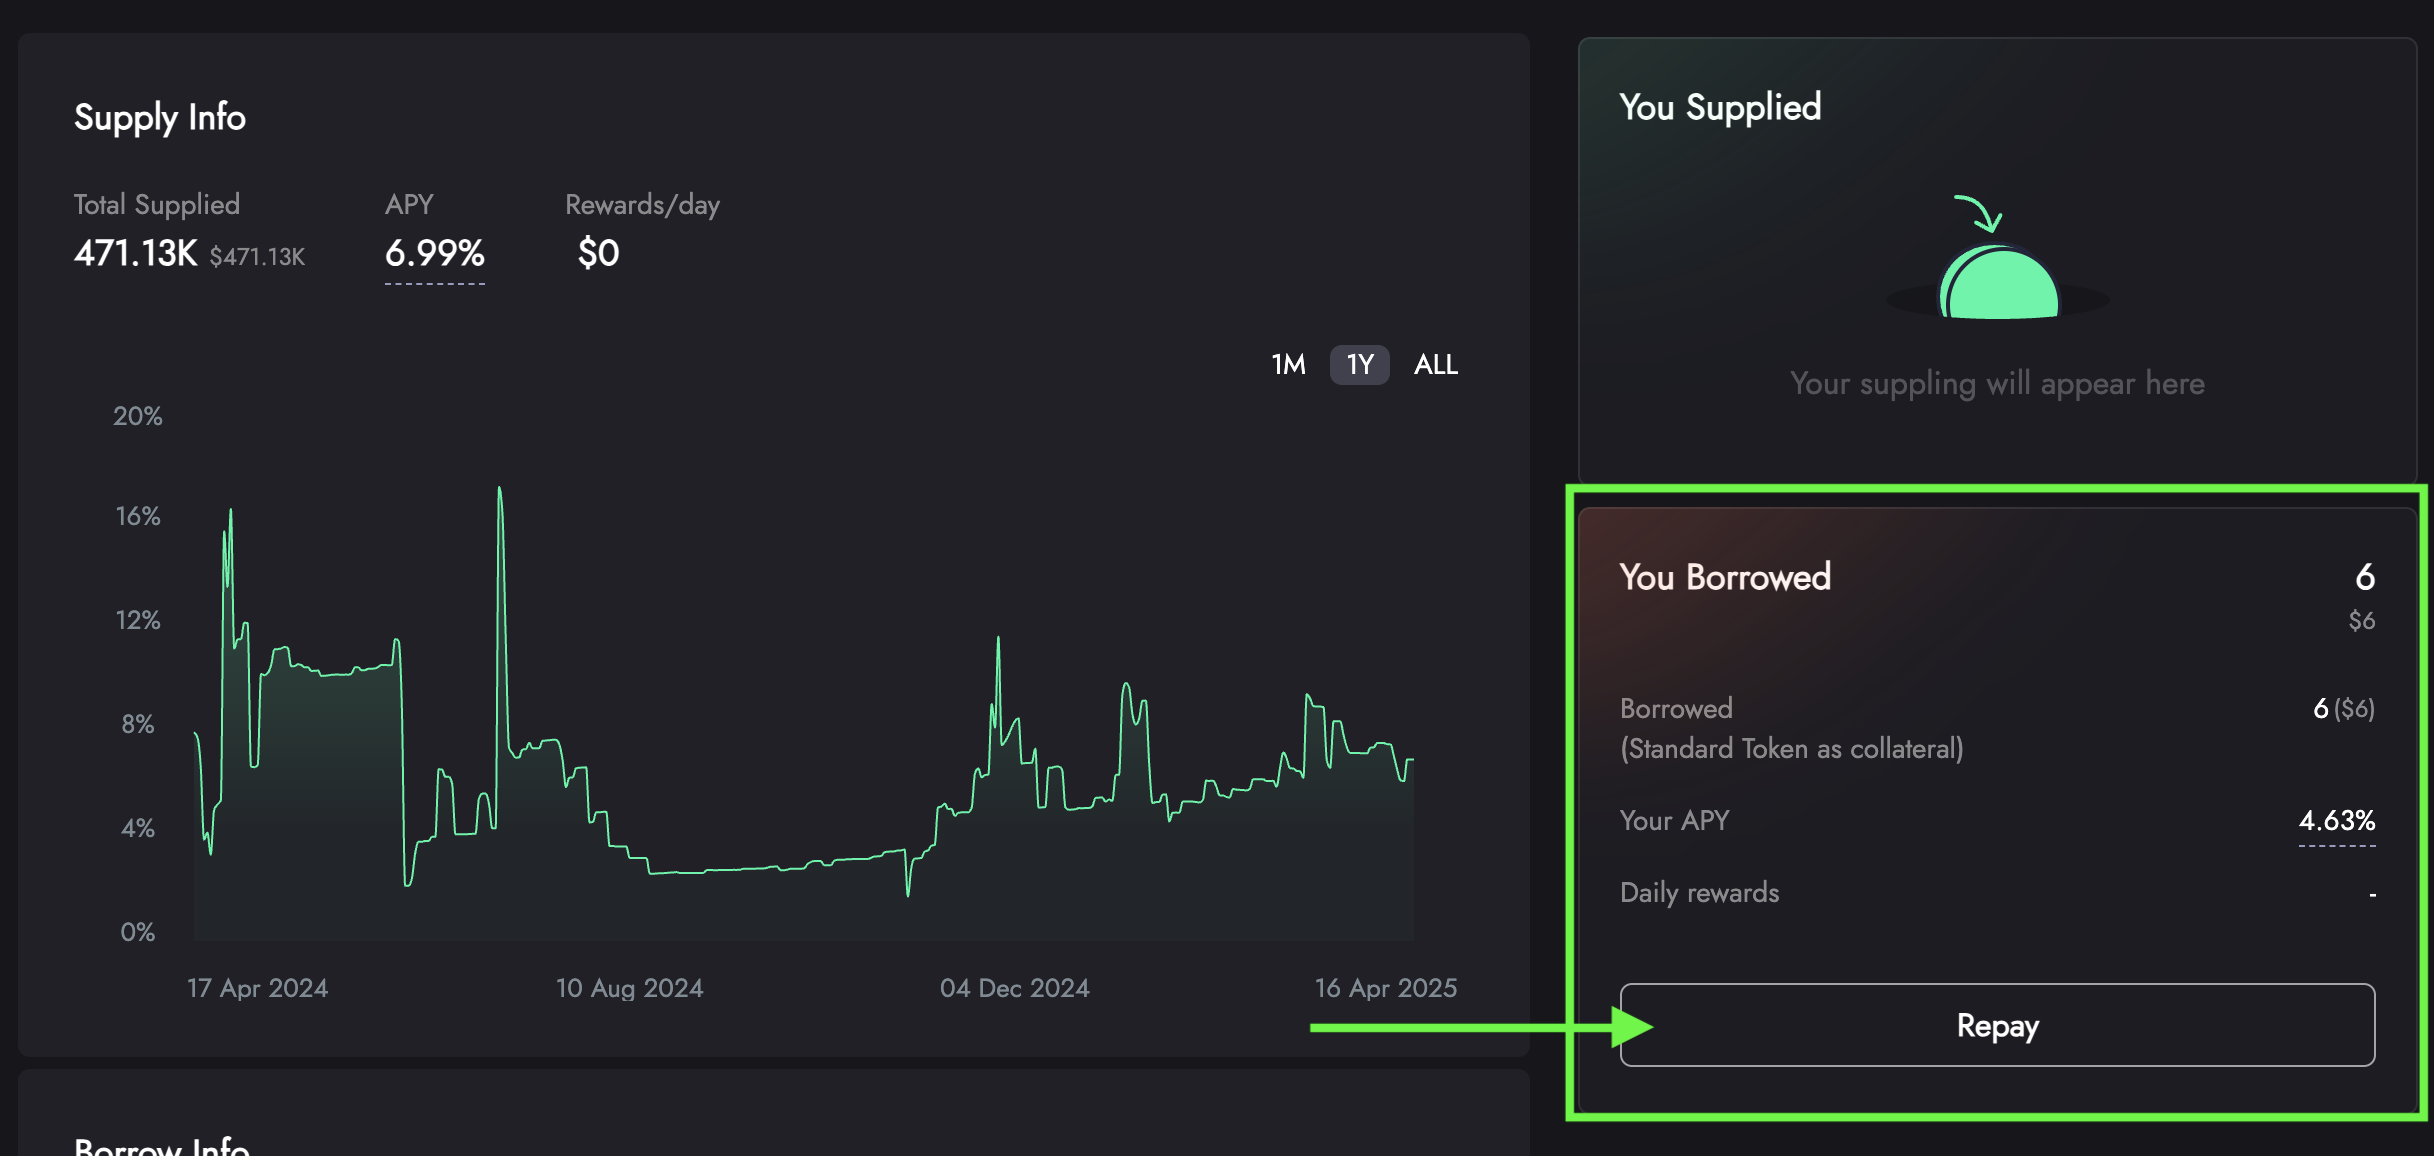 Supply Info
Total Supplied APY Rewards/day
471.13K $471.13K 6.99% $0
1M 1Y ALL
20%
16%
12%
8%
4%
0%
17 Apr 2024 10 Aug 2024 04 Dec 2024 16 Apr 2025
Borrow Info
You Supplied
Your suppling will appear here
You Borrowed 6
$6
Borrowed 6 ($6)
(Standard Token as collateral)
Your APY 4.63%
Daily rewards -
Repay